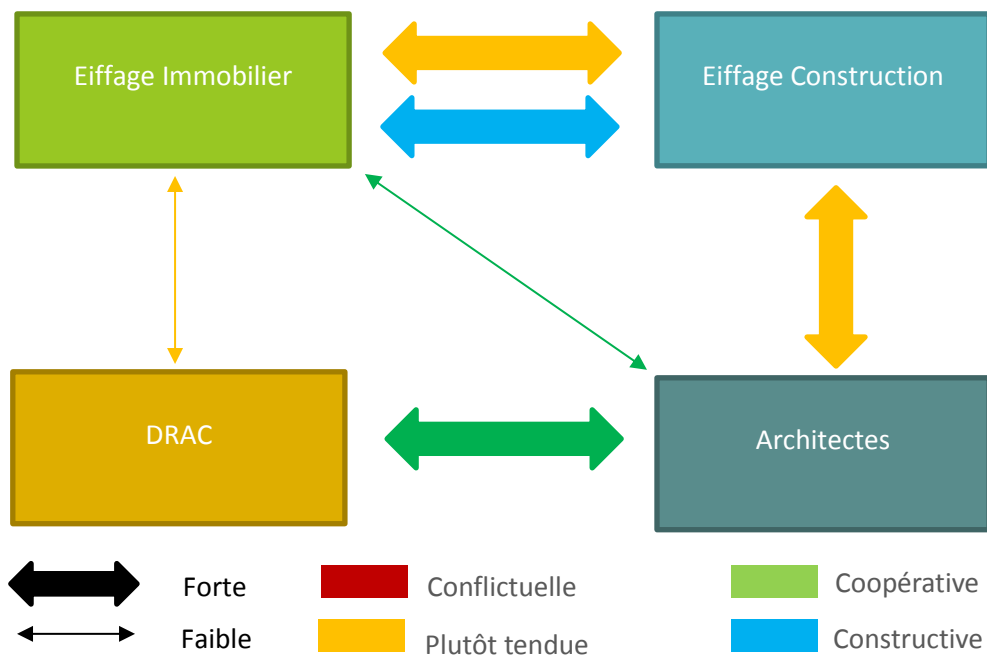 Eiffage Immobilier
Eiffage Construction
DRAC
Architectes
Forte
Conflictuelle
Coopérative
Faible
Plutôt tendue
Constructive